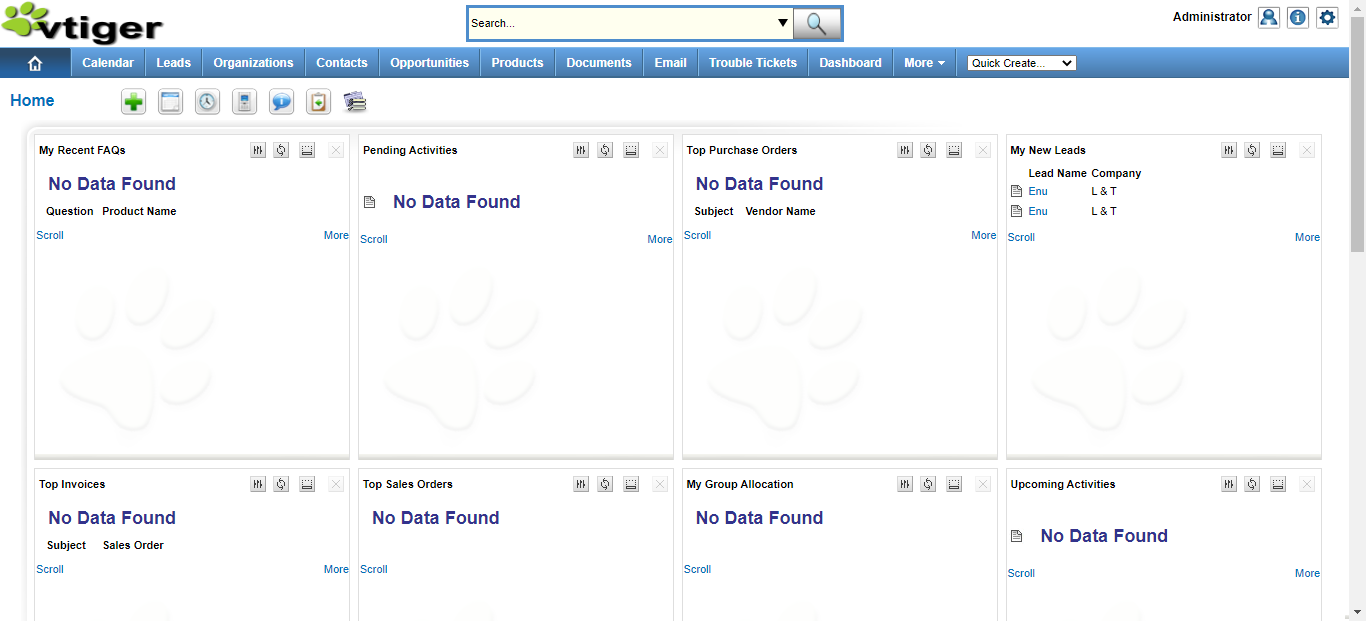 vtiger
Search...
Administrator
Calendar Leads Organizations Contacts Opportunities Products Documents Email Trouble Tickets Dashboard More Quick Create...
Home
My Recent FAQs
No Data Found
Question Product Name
Scroll More
Pending Activities
No Data Found
Scroll More
Top Purchase Orders
No Data Found
Subject Vendor Name
Scroll More
My New Leads
Lead Name Company
Enu L & T
Enu L & T
Scroll More
Top Invoices
No Data Found
Subject Sales Order
Scroll More
Top Sales Orders
No Data Found
Scroll
My Group Allocation
No Data Found
Scroll
Upcoming Activities
No Data Found
Scroll More